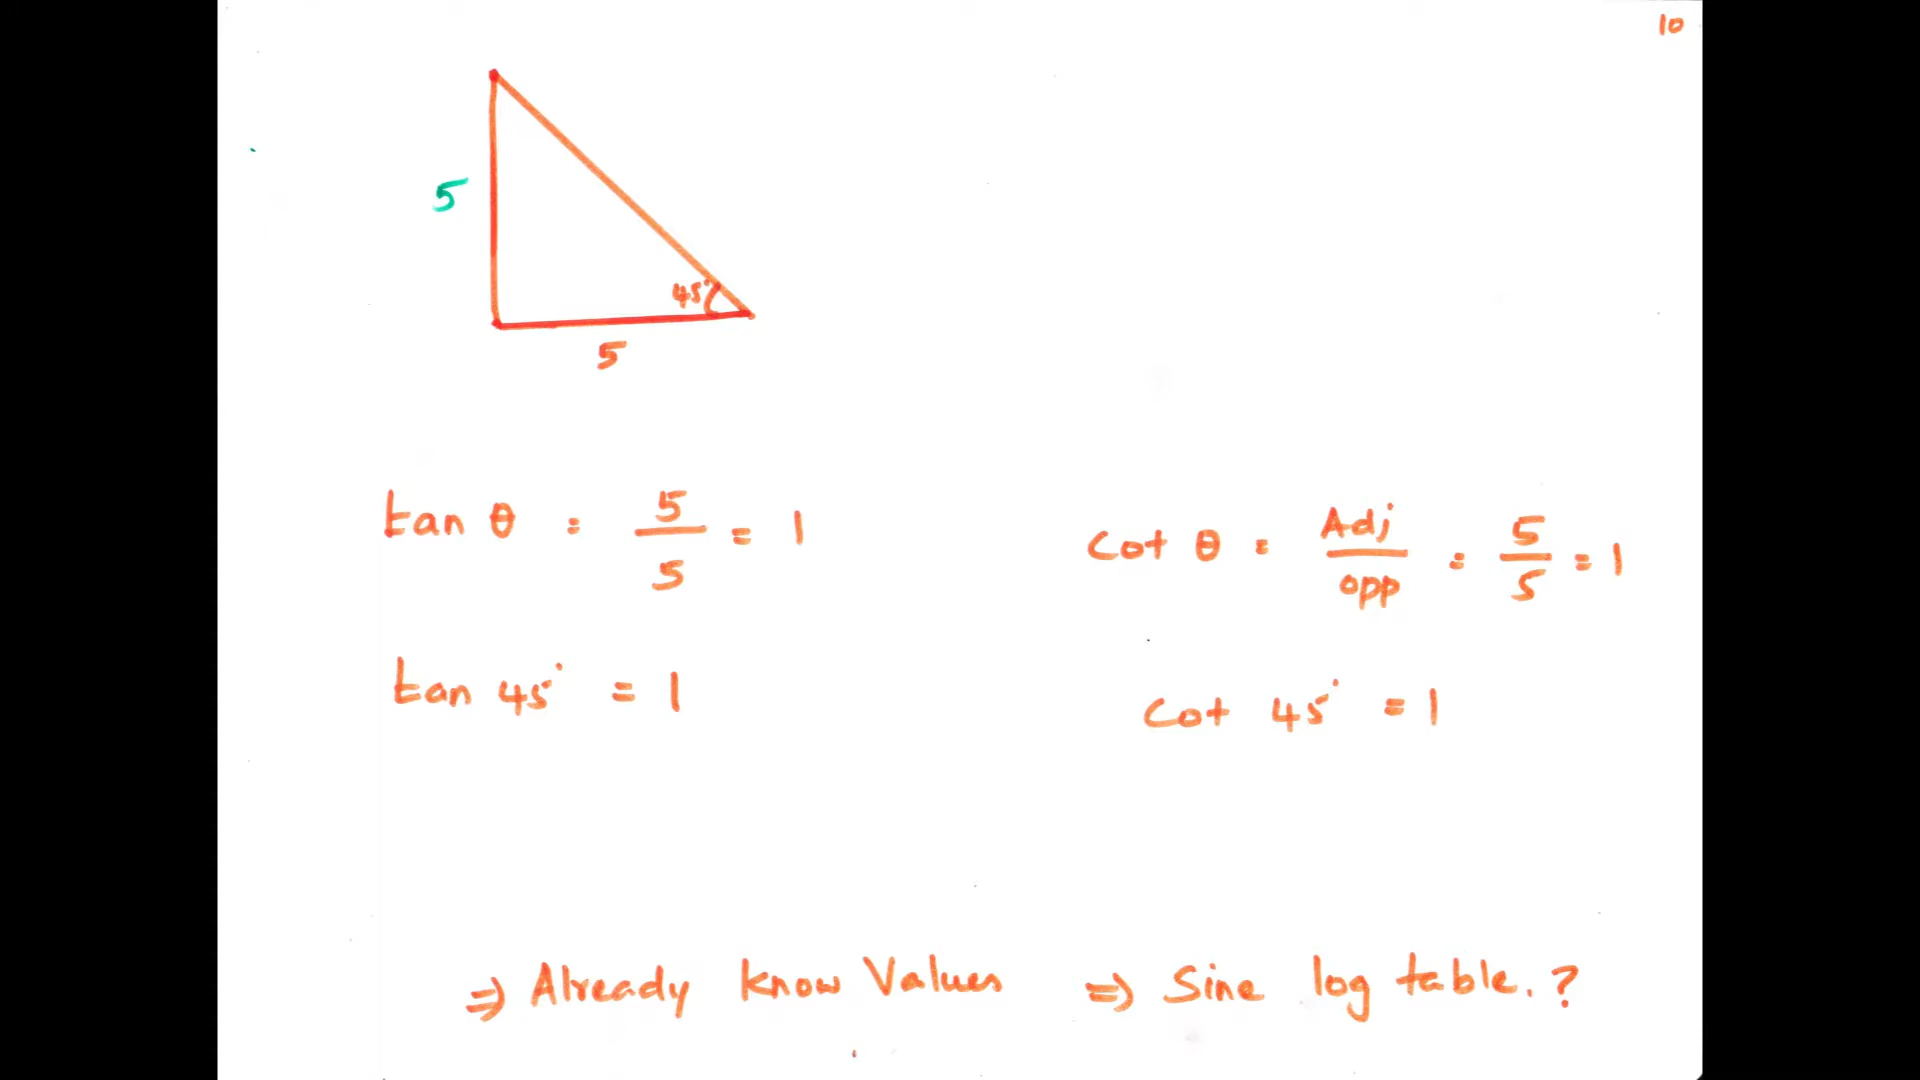 10
5
45°
5
tan θ = 5/5 = 1
cot θ = Adj/opp = 5/5 = 1
tan 45° = 1
cot 45° = 1
⇒ Already know Values ⇒ Sine log table. ?